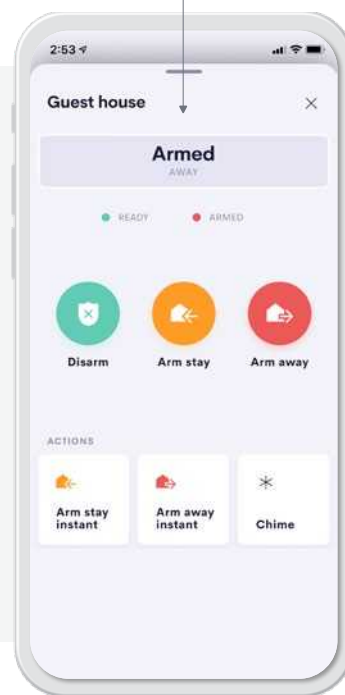 2:53
Guest house
Armed
AWAY
READY ARMED
Disarm Arm stay Arm away
ACTIONS
Arm stay instant
Arm away instant
Chime